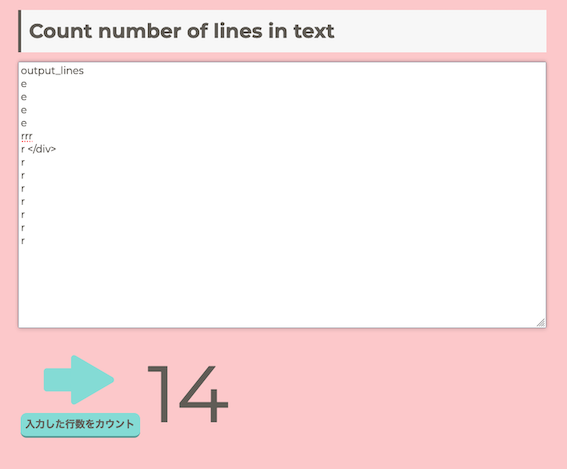 Count number of lines in text
output_lines
e
e
e
e
rrr
r </div>
r
r
r
r
r
r
r
14
入力した行数をカウント